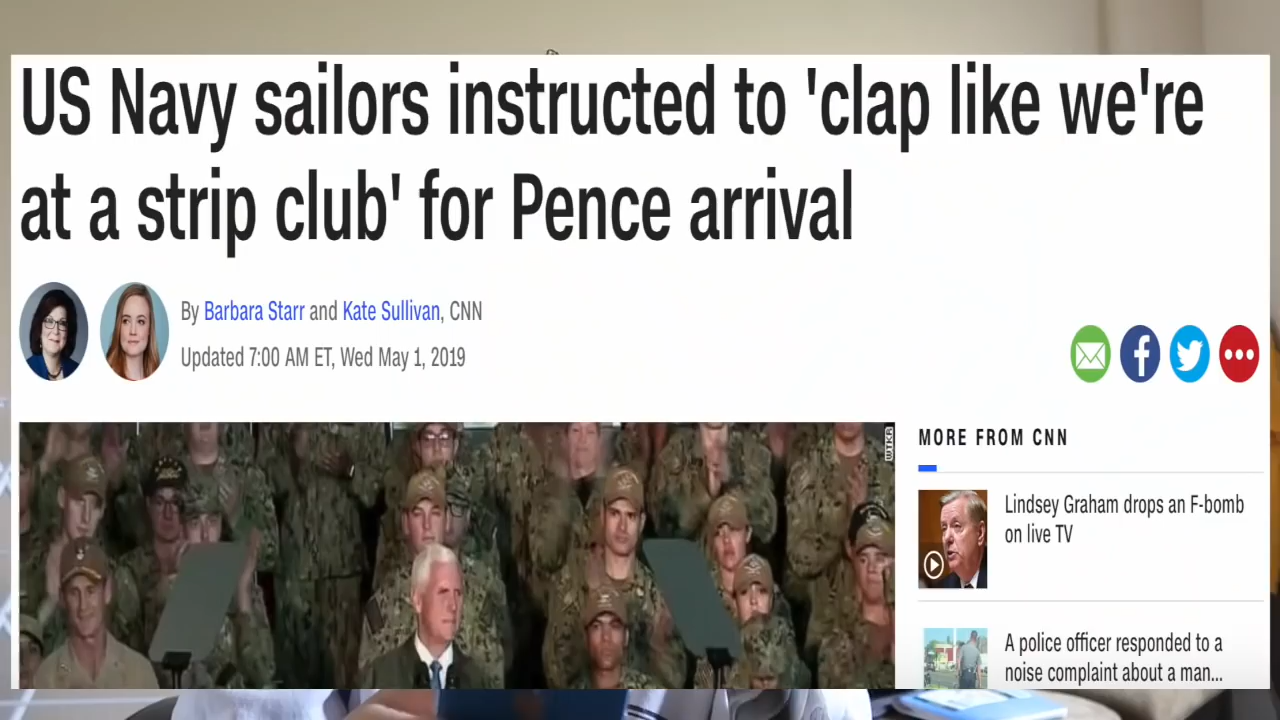 US Navy sailors instructed to 'clap like we're
at a strip club' for Pence arrival
By Barbara Starr and Kate Sullivan, CNN
Updated 7:00 AM ET, Wed May 1, 2019
WTKR
MORE FROM CNN
Lindsey Graham drops an F-bomb
on live TV
A police officer responded to a
noise complaint about a man...